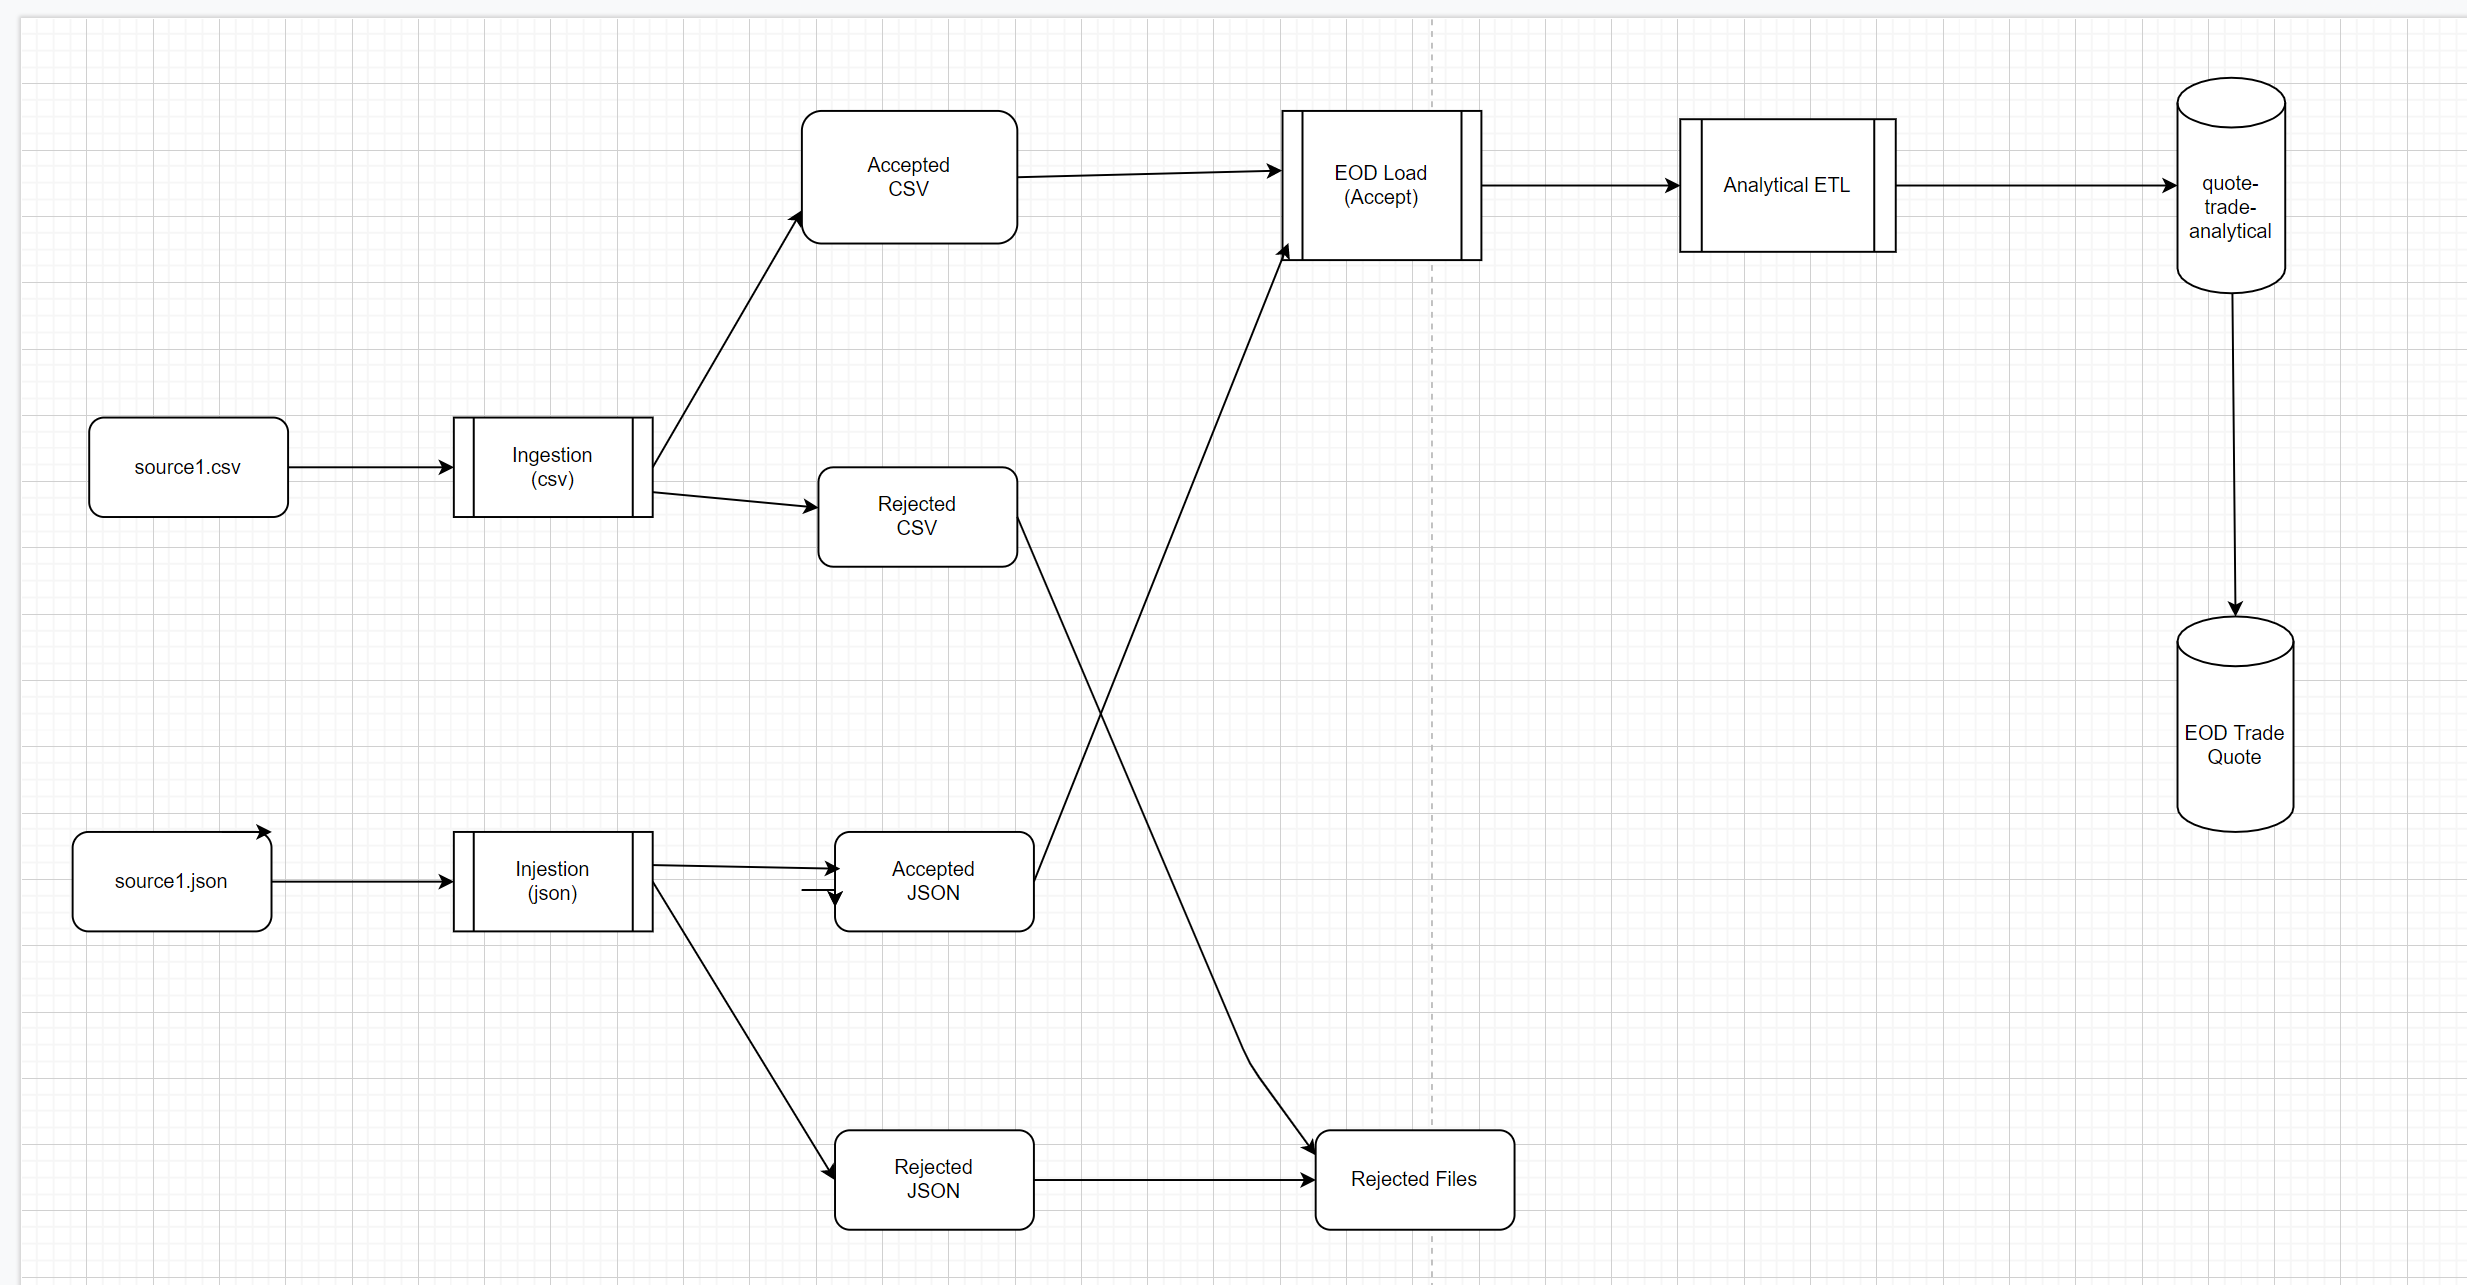 Accepted
CSV
EOD Load
(Accept)
Analytical ETL
quote-
trade-
analytical
source1.csv
Ingestion
(csv)
Rejected
CSV
EOD Trade
Quote
source1.json
Injestion
(json)
Accepted
JSON
Rejected
JSON
Rejected Files